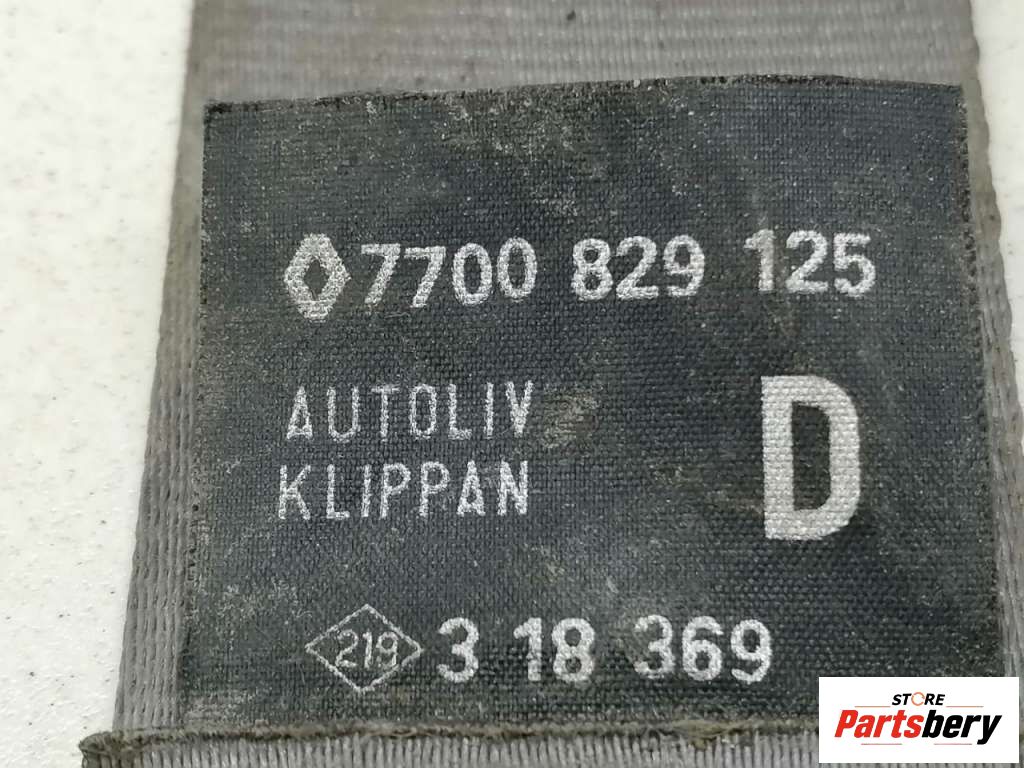 7700 829 125
AUTOLIV
KLIPPAN
D
219 3 18 369
STORE
Partsbery